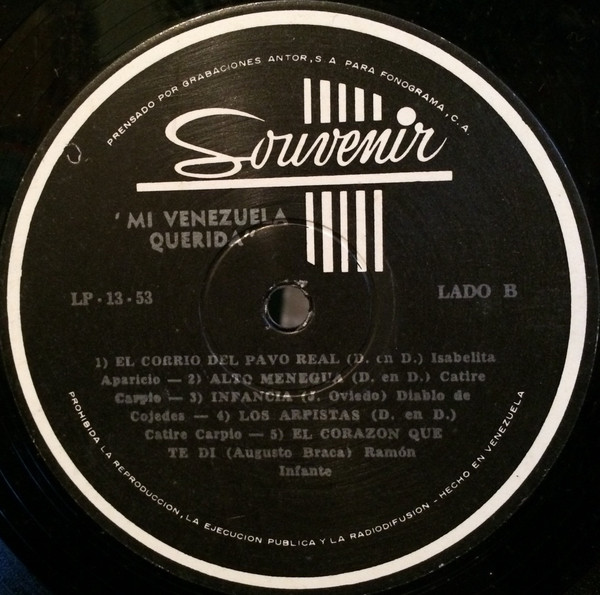 PRENSADO POR GRABACIONES ANTOR, S.A PARA FONOGRAMA, C.A.
Souvenir
'MI VENEZUELA
QUERIDA"
LP - 13 - 53
LADO B
1) EL CORRIO DEL PAVO REAL (D. en D.) Isabelita
Aparicio — 2) ALTO MENEGUA (D. en D.) Catire
Carpio — 3) INFANCIA (J. Oviedo) Diablo de
Cojedes — 4) LOS ARPISTAS (D. en D.)
Catire Carpio — 5) EL CORAZON QUE
TE DI (Augusto Braca) Ramón
Infante
PROHIBIDA LA REPRODUCCION, LA EJECUCION PUBLICA Y LA RADIODIFUSION - HECHO EN VENEZUELA